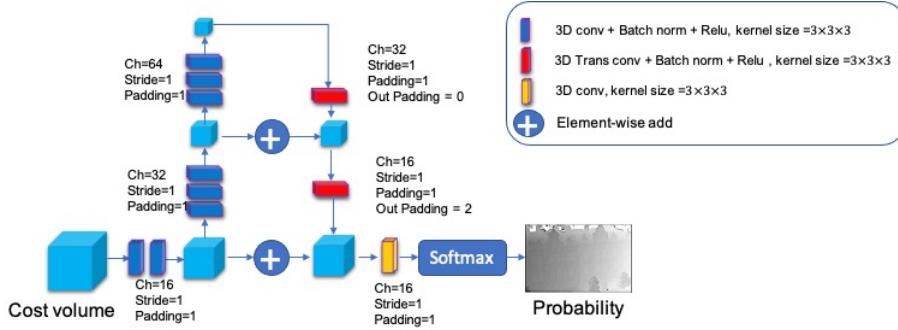 Ch=64
Stride=1
Padding=1
Ch=32
Stride=1
Padding=1
Out Padding = 0
3D conv + Batch norm + Relu, kernel size =3×3×3
3D Trans conv + Batch norm + Relu , kernel size =3×3×3
3D conv, kernel size =3×3×3
Element-wise add
Ch=32
Stride=1
Padding=1
Ch=16
Stride=1
Padding=1
Out Padding = 2
Cost volume
Ch=16
Stride=1
Padding=1
Ch=16
Stride=1
Padding=1
Softmax
Probability